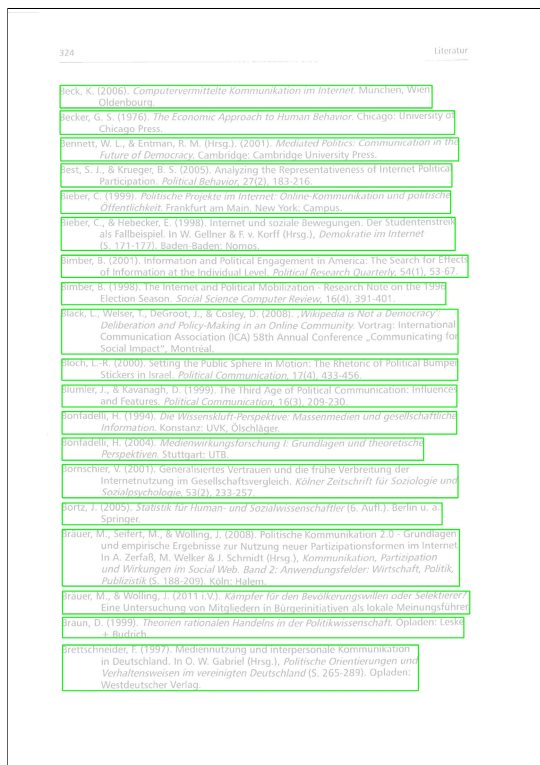 324 Literatur
Beck, K. (2006). Computervermittelte Kommunikation im Internet. München, Wien:
Oldenbourg.
Becker, G. S. (1976). The Economic Approach to Human Behavior. Chicago: University of
Chicago Press.
Bennett, W. L., & Entman, R. M. (Hrsg.). (2001). Mediated Politics: Communication in the
Future of Democracy. Cambridge: Cambridge University Press.
Best, S. J., & Krueger, B. S. (2005). Analyzing the Representativeness of Internet Political
Participation. Political Behavior, 27(2), 183-216.
Bieber, C. (1999). Politische Projekte im Internet: Online-Kommunikation und politische
Öffentlichkeit. Frankfurt am Main, New York: Campus.
Bieber, C., & Hebecker, E. (1998). Internet und soziale Bewegungen. Der Studentenstreik
als Fallbeispiel. In W. Gellner & F. v. Korff (Hrsg.), Demokratie im Internet
(S. 171-177). Baden-Baden: Nomos.
Bimber, B. (2001). Information and Political Engagement in America: The Search for Effects
of Information at the Individual Level. Political Research Quarterly, 54(1), 53-67.
Bimber, B. (1998). The Internet and Political Mobilization - Research Note on the 1996
Election Season. Social Science Computer Review, 16(4), 391-401.
Black, L., Welser, T., DeGroot, J., & Cosley, D. (2008). „Wikipedia is Not a Democracy“:
Deliberation and Policy-Making in an Online Community. Vortrag: International
Communication Association (ICA) 58th Annual Conference „Communicating for
Social Impact“, Montréal.
Bloch, L.-R. (2000). Setting the Public Sphere in Motion: The Rhetoric of Political Bumper
Stickers in Israel. Political Communication, 17(4), 433-456.
Blumler, J., & Kavanagh, D. (1999). The Third Age of Political Communication: Influences
and Features. Political Communication, 16(3), 209-230.
Bonfadelli, H. (1994). Die Wissenskluft-Perspektive: Massenmedien und gesellschaftliche
Information. Konstanz: UVK, Ölschläger.
Bonfadelli, H. (2004). Medienwirkungsforschung I: Grundlagen und theoretische
Perspektiven. Stuttgart: UTB.
Bornschier, V. (2001). Generalisiertes Vertrauen und die frühe Verbreitung der
Internetnutzung im Gesellschaftsvergleich. Kölner Zeitschrift für Soziologie und
Sozialpsychologie, 53(2), 233-257.
Bortz, J. (2005). Statistik für Human- und Sozialwissenschaftler (6. Aufl.). Berlin u. a.:
Springer.
Bräuer, M., Seifert, M., & Wolling, J. (2008). Politische Kommunikation 2.0 - Grundlagen
und empirische Ergebnisse zur Nutzung neuer Partizipationsformen im Internet.
In A. Zerfaß, M. Welker & J. Schmidt (Hrsg.), Kommunikation, Partizipation
und Wirkungen im Social Web. Band 2: Anwendungsfelder: Wirtschaft, Politik,
Publizistik (S. 188-209). Köln: Halem.
Bräuer, M., & Wolling, J. (2011 i.V.). Kämpfer für den Bevölkerungswillen oder Selektierer?
Eine Untersuchung von Mitgliedern in Bürgerinitiativen als lokale Meinungsführer.
Braun, D. (1999). Theorien rationalen Handelns in der Politikwissenschaft. Opladen: Leske
+ Budrich.
Brettschneider, F. (1997). Mediennutzung und interpersonale Kommunikation
in Deutschland. In O. W. Gabriel (Hrsg.), Politische Orientierungen und
Verhaltensweisen im vereinigten Deutschland (S. 265-289). Opladen:
Westdeutscher Verlag.